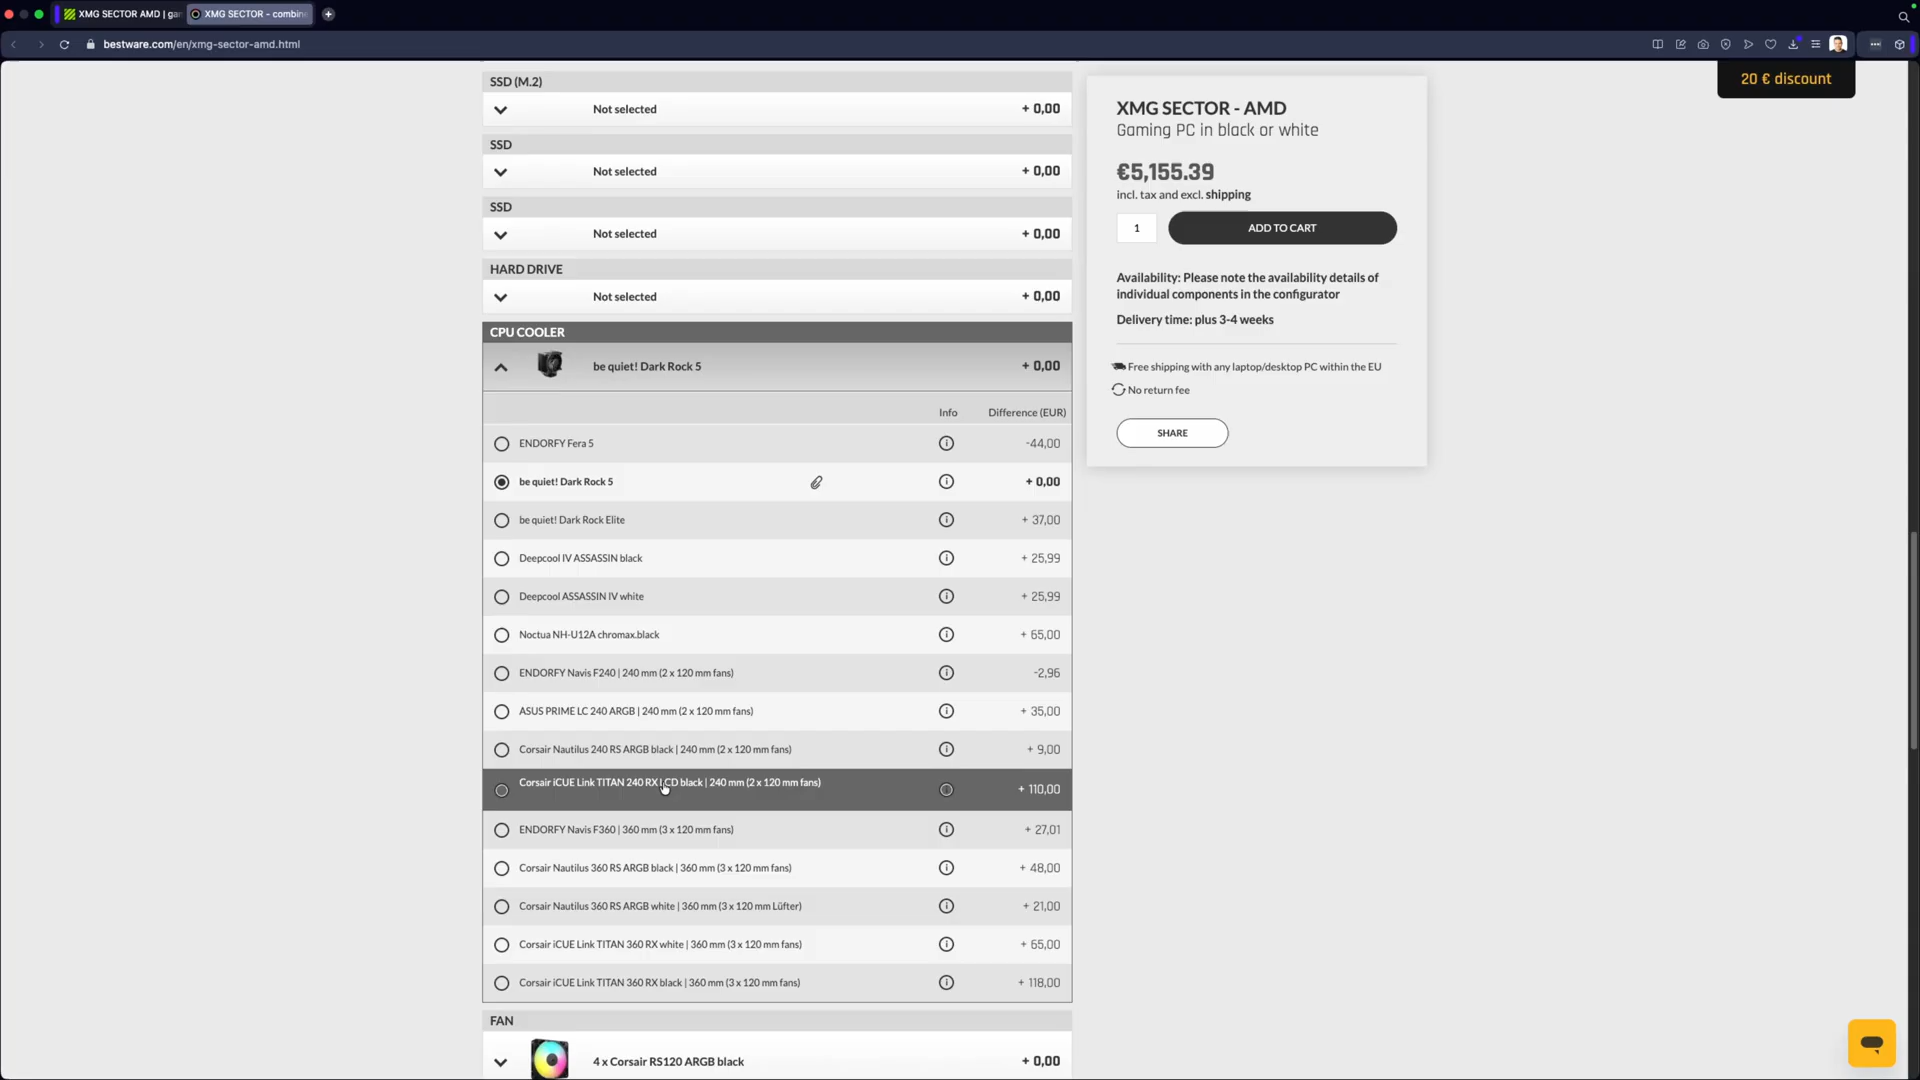 XMG SECTOR AMD | gar
XMG SECTOR - combine
bestware.com/en/xmg-sector-amd.html
20 € discount
SSD (M.2)
Not selected + 0,00
SSD
Not selected + 0,00
SSD
Not selected + 0,00
HARD DRIVE
Not selected + 0,00
CPU COOLER
be quiet! Dark Rock 5 + 0,00
Info Difference (EUR)
ENDORFY Fera 5 -44,00
be quiet! Dark Rock 5 + 0,00
be quiet! Dark Rock Elite + 37,00
Deepcool IV ASSASSIN black + 25,99
Deepcool ASSASSIN IV white + 25,99
Noctua NH-U12A chromax.black + 65,00
ENDORFY Navis F240 | 240 mm (2 x 120 mm fans) -2,96
ASUS PRIME LC 240 ARGB | 240 mm (2 x 120 mm fans) + 35,00
Corsair Nautilus 240 RS ARGB black | 240 mm (2 x 120 mm fans) + 9,00
Corsair iCUE Link TITAN 240 RX LCD black | 240 mm (2 x 120 mm fans) + 110,00
ENDORFY Navis F360 | 360 mm (3 x 120 mm fans) + 27,01
Corsair Nautilus 360 RS ARGB black | 360 mm (3 x 120 mm fans) + 48,00
Corsair Nautilus 360 RS ARGB white | 360 mm (3 x 120 mm Lüfter) + 21,00
Corsair iCUE Link TITAN 360 RX white | 360 mm (3 x 120 mm fans) + 65,00
Corsair iCUE Link TITAN 360 RX black | 360 mm (3 x 120 mm fans) + 118,00
FAN
4 x Corsair RS120 ARGB black + 0,00
XMG SECTOR - AMD
Gaming PC in black or white
€5,155.39
incl. tax and excl. shipping
1 ADD TO CART
Availability: Please note the availability details of
individual components in the configurator
Delivery time: plus 3-4 weeks
Free shipping with any laptop/desktop PC within the EU
No return fee
SHARE